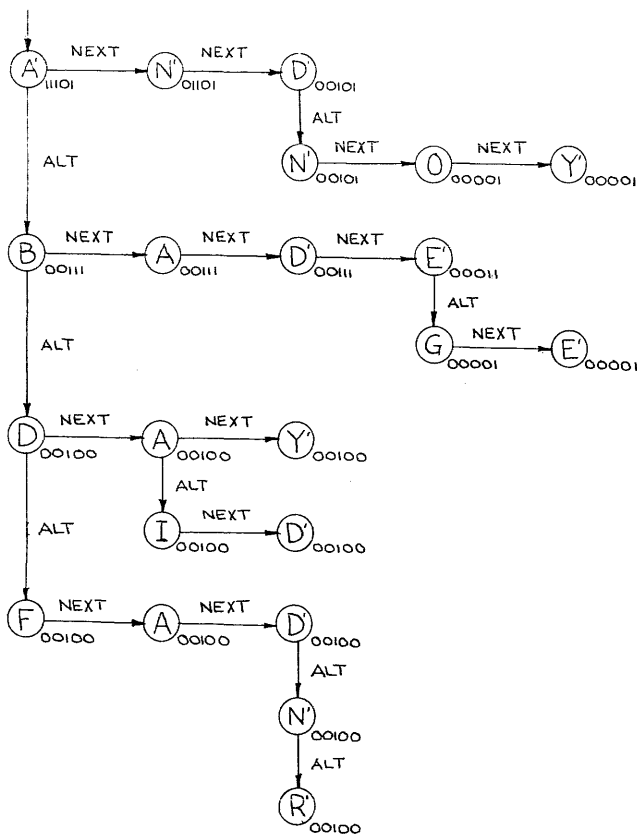 NEXT NEXT
A' 11101 N' 01101 D' 00101
ALT ALT
NEXT NEXT
N' 00101 O 00001 Y' 00001
NEXT NEXT NEXT
B 00111 A 00111 D' 00111 E' 00011
ALT
ALT NEXT
G 00001 E' 00001
NEXT NEXT
D 00100 A 00100 Y' 00100
ALT
ALT NEXT
I 00100 D' 00100
NEXT NEXT
F 00100 A 00100 D' 00100
ALT
N' 00100
ALT
R' 00100